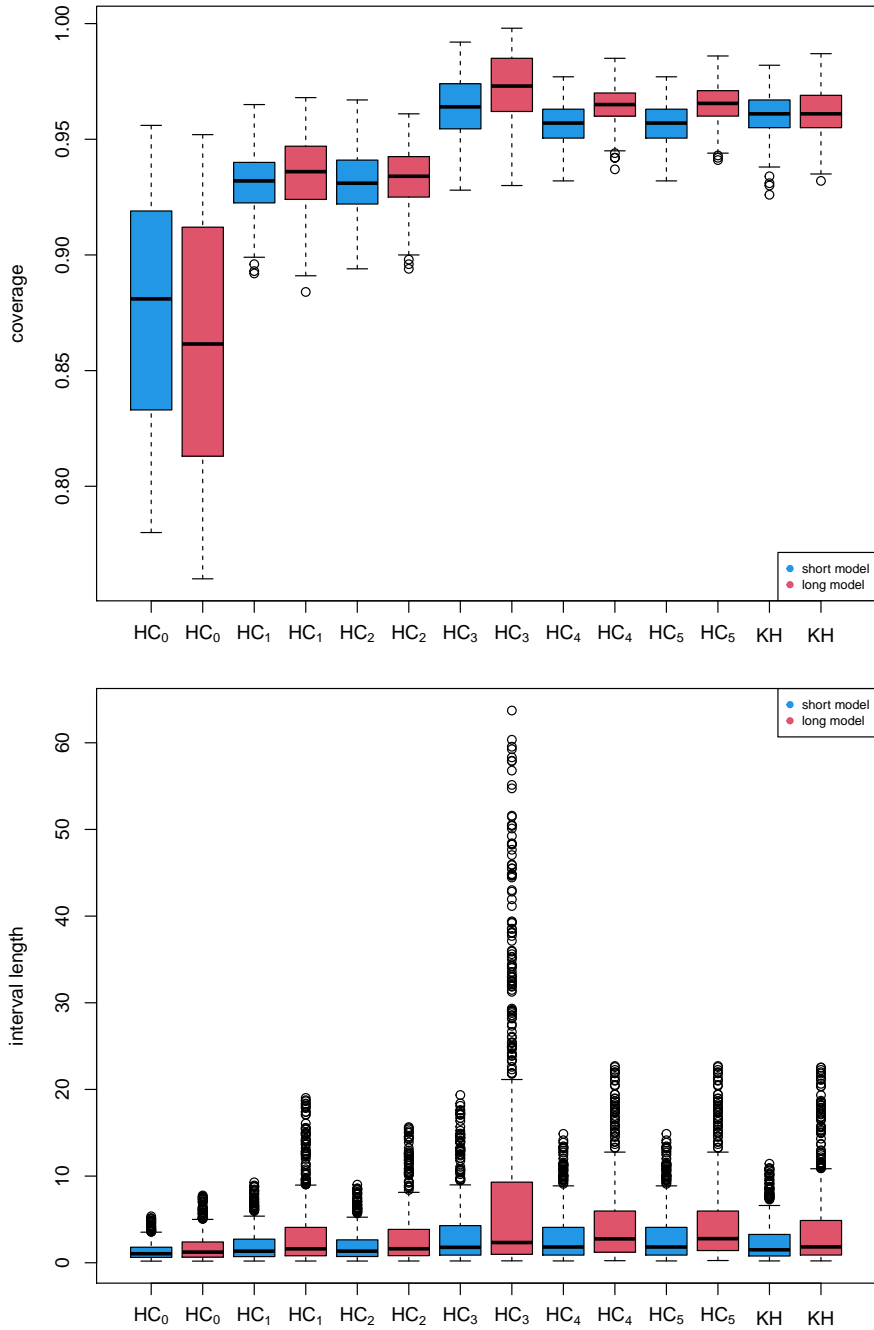 1.00
0.95
0.90
0.85
0.80
coverage
short model
long model
HC₀ HC₀ HC₁ HC₁ HC₂ HC₂ HC₃ HC₃ HC₄ HC₄ HC₅ HC₅ KH KH
60
50
40
30
20
10
0
interval length
short model
long model
HC₀ HC₀ HC₁ HC₁ HC₂ HC₂ HC₃ HC₃ HC₄ HC₄ HC₅ HC₅ KH KH